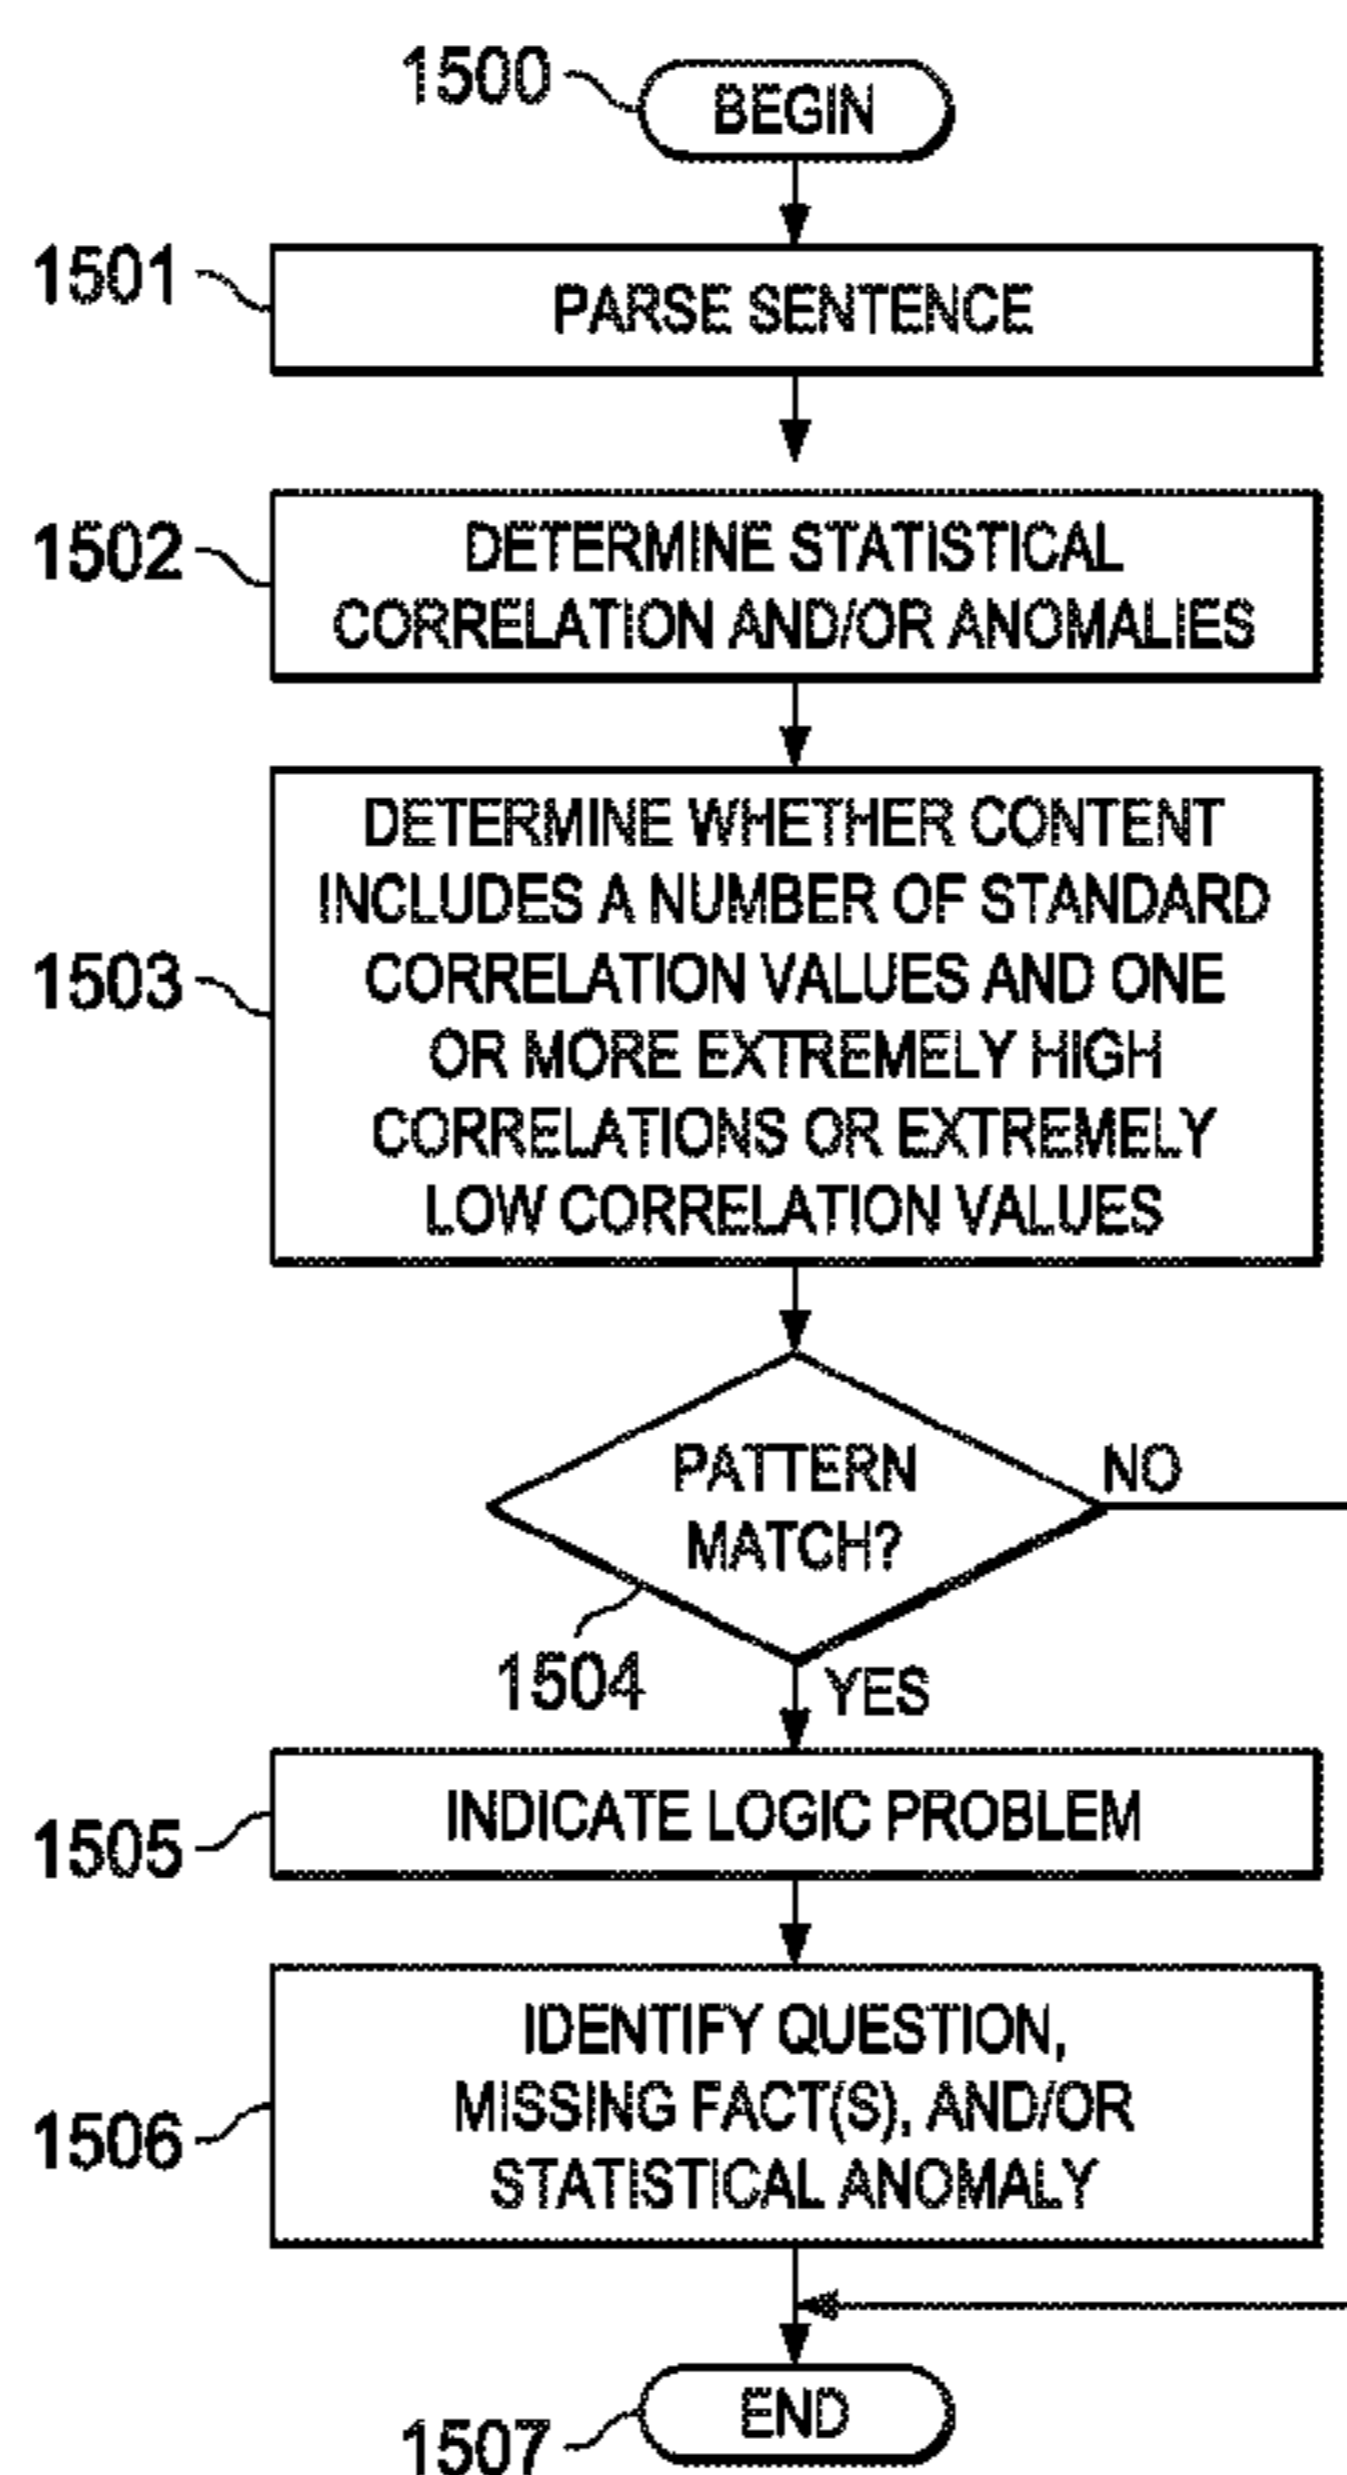 1500
BEGIN
1501
PARSE SENTENCE
1502
DETERMINE STATISTICAL
CORRELATION AND/OR ANOMALIES
1503
DETERMINE WHETHER CONTENT
INCLUDES A NUMBER OF STANDARD
CORRELATION VALUES AND ONE
OR MORE EXTREMELY HIGH
CORRELATIONS OR EXTREMELY
LOW CORRELATION VALUES
PATTERN
MATCH?
NO
1504
YES
1505
INDICATE LOGIC PROBLEM
1506
IDENTIFY QUESTION,
MISSING FACT(S), AND/OR
STATISTICAL ANOMALY
1507
END